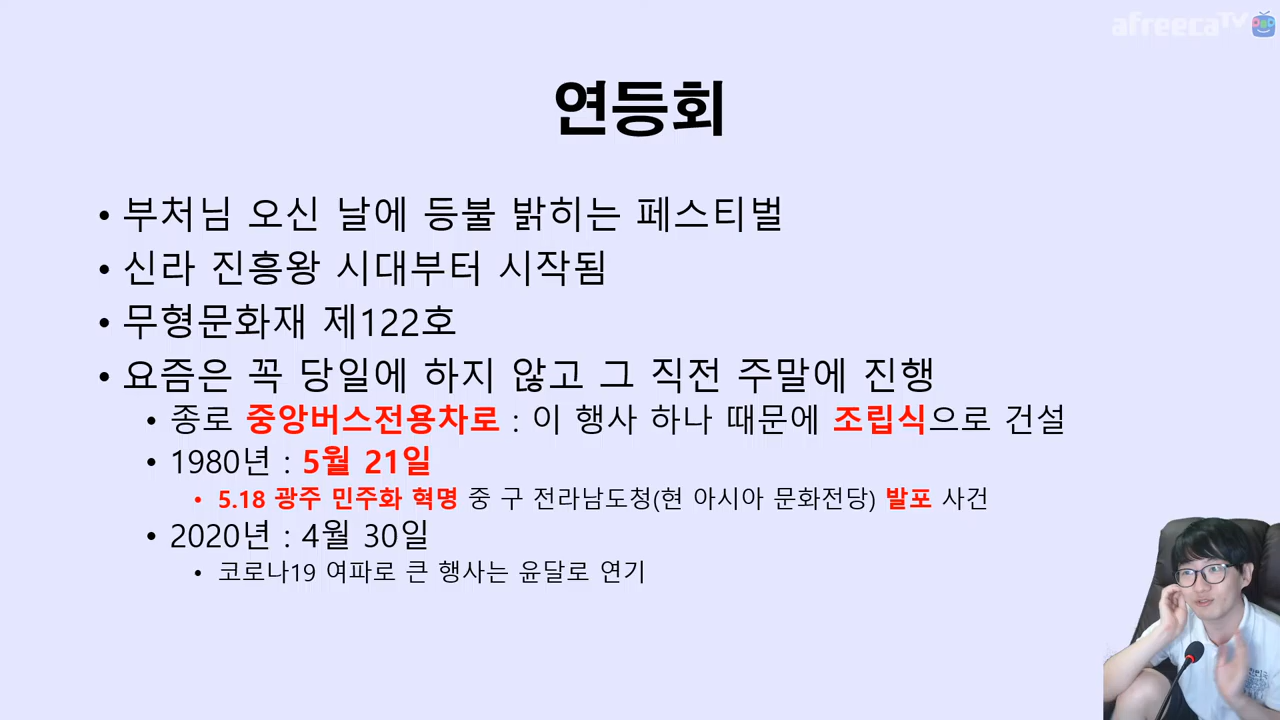 afreecaTV
연등회
• 부처님 오신 날에 등불 밝히는 페스티벌
• 신라 진흥왕 시대부터 시작됨
• 무형문화재 제122호
• 요즘은 꼭 당일에 하지 않고 그 직전 주말에 진행
• 종로 중앙버스전용차로 : 이 행사 하나 때문에 조립식으로 건설
• 1980년 : 5월 21일
• 5.18 광주 민주화 혁명 중 구 전라남도청(현 아시아 문화전당) 발포 사건
• 2020년 : 4월 30일
• 코로나19 여파로 큰 행사는 윤달로 연기